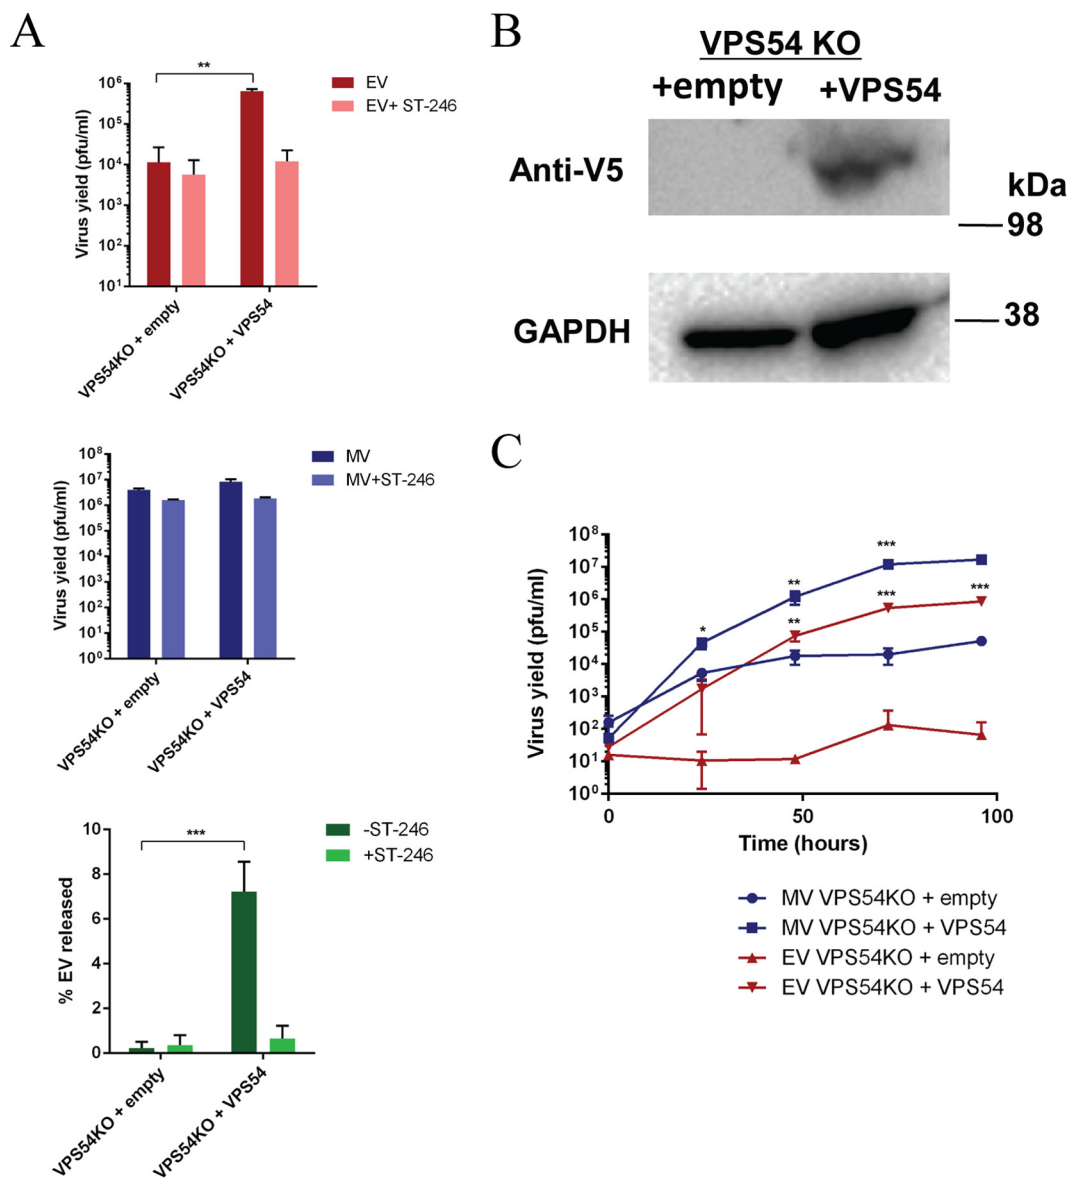 A
**
10⁶
10⁵
10⁴
10³
10²
10¹
Virus yield (pfu/ml)
EV
EV+ ST-246
VPS54KO + empty
VPS54KO + VPS54
10⁸
10⁷
10⁶
10⁵
10⁴
10³
10²
10¹
10⁰
Virus yield (pfu/ml)
MV
MV+ST-246
VPS54KO + empty
VPS54KO + VPS54
***
10
8
6
4
2
0
% EV released
-ST-246
+ST-246
VPS54KO + empty
VPS54KO + VPS54
B
VPS54 KO
+empty +VPS54
Anti-V5
kDa
98
GAPDH
38
C
10⁸
10⁷
10⁶
10⁵
10⁴
10³
10²
10¹
10⁰
Virus yield (pfu/ml)
*
**
**
***
***
***
0 50 100
Time (hours)
MV VPS54KO + empty
MV VPS54KO + VPS54
EV VPS54KO + empty
EV VPS54KO + VPS54